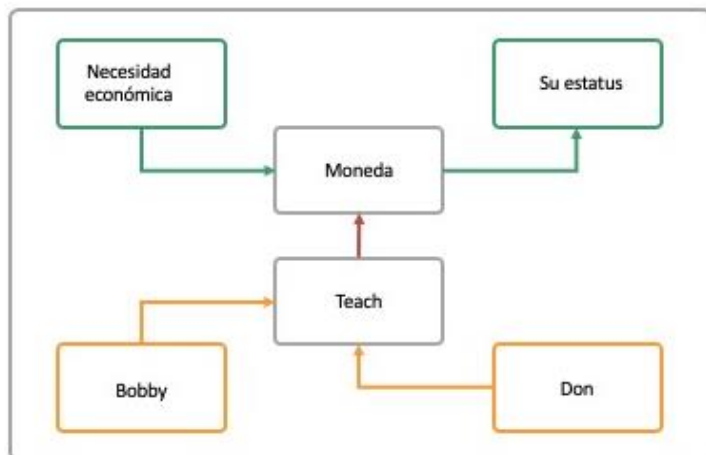 Necesidad
económica
Su estatus
Moneda
Teach
Bobby
Don